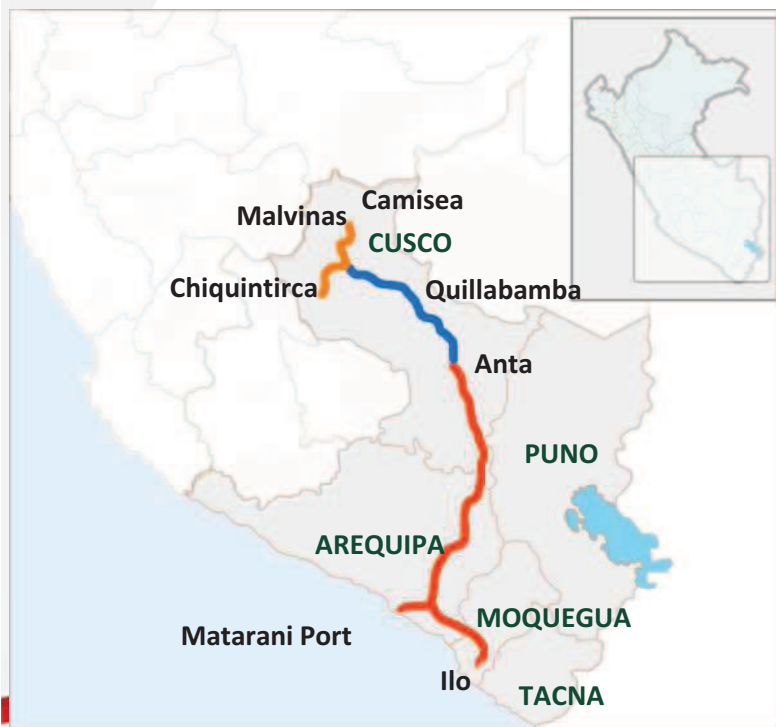 Camisea
Malvinas
CUSCO
Chiquintirca
Quillabamba
Anta
PUNO
AREQUIPA
MOQUEGUA
Matarani Port
Ilo
TACNA